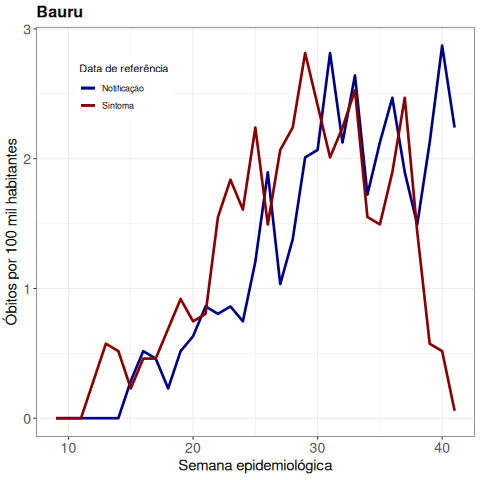 Bauru
3
Data de referência
Notificação
Sintoma
2
Óbitos por 100 mil habitantes
1
0
10
20
30
40
Semana epidemiológica